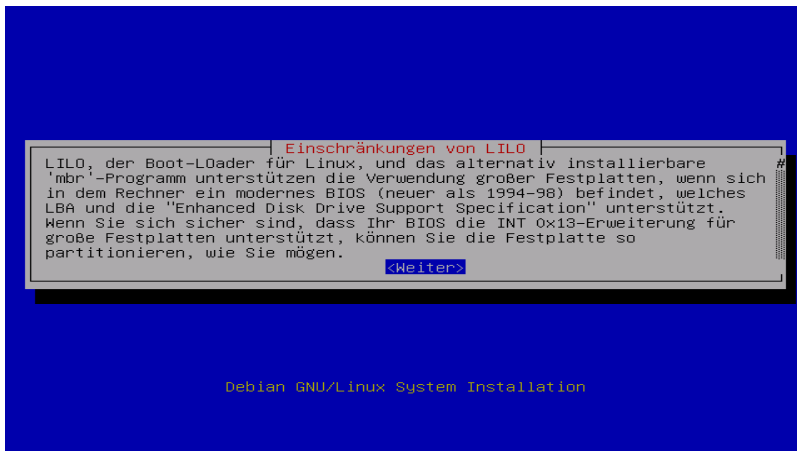 Einschränkungen von LILO
LILO, der Boot-LOader für Linux, und das alternativ installierbare
'mbr'-Programm unterstützen die Verwendung großer Festplatten, wenn sich
in dem Rechner ein modernes BIOS (neuer als 1994-98) befindet, welches
LBA und die "Enhanced Disk Drive Support Specification" unterstützt.
Wenn Sie sich sicher sind, dass Ihr BIOS die INT 0x13-Erweiterung für
große Festplatten unterstützt, können Sie die Festplatte so
partitionieren, wie Sie mögen.
<Weiter>
Debian GNU/Linux System Installation